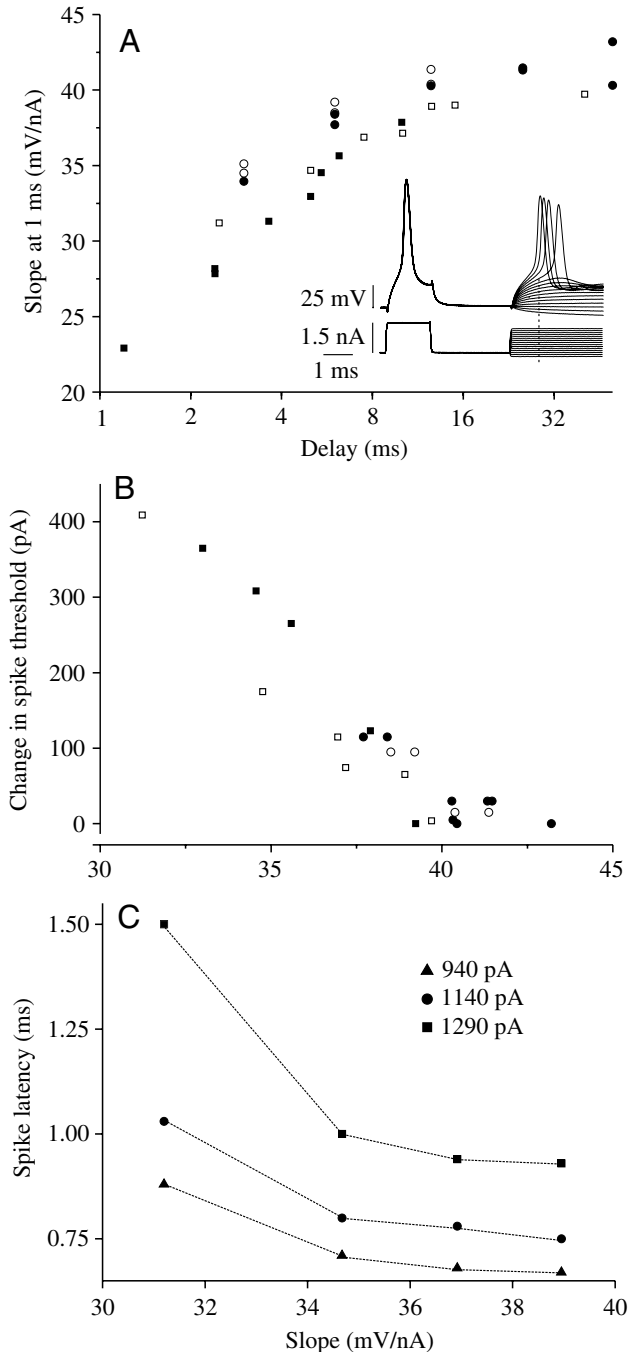 A
45
40
35
30
25
20
Slope at 1 ms (mV/nA)
25 mV
1.5 nA
1 ms
1 2 4 8 16 32
Delay (ms)
B
400
300
200
100
0
Change in spike threshold (pA)
30 35 40 45
C
1.50
1.25
1.00
0.75
Spike latency (ms)
940 pA
1140 pA
1290 pA
30 32 34 36 38 40
Slope (mV/nA)